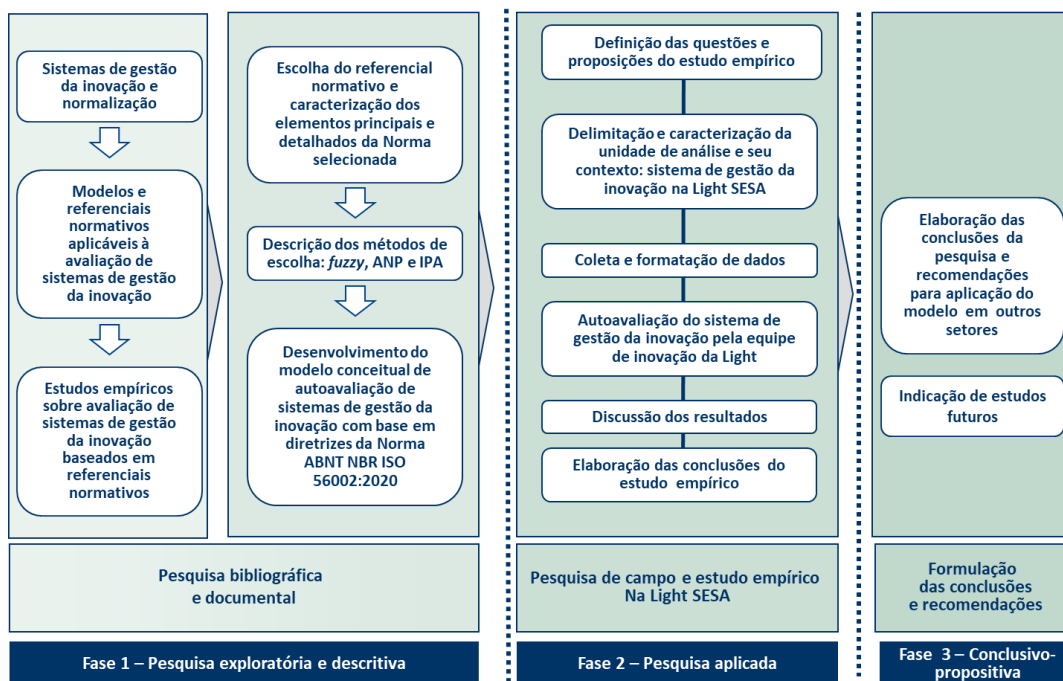 Sistemas de gestão
da inovação e
normalização
Modelos e
referenciais
normativos
aplicáveis à
avaliação de
sistemas de gestão
da inovação
Estudos empíricos
sobre avaliação de
sistemas de gestão
da inovação
baseados em
referenciais
normativos
Escolha do referencial
normativo e
caracterização dos
elementos principais e
detalhados da Norma
selecionada
Descrição dos métodos de
escolha: fuzzy, ANP e IPA
Desenvolvimento do
modelo conceitual de
autoavaliação de
sistemas de gestão da
inovação com base em
diretrizes da Norma
ABNT NBR ISO
56002:2020
Pesquisa bibliográfica
e documental
Fase 1 – Pesquisa exploratória e descritiva
Definição das questões e
proposições do estudo empírico
Delimitação e caracterização da
unidade de análise e seu
contexto: sistema de gestão da
inovação na Light SESA
Coleta e formatação de dados
Autoavaliação do sistema de
gestão da inovação pela equipe
de inovação da Light
Discussão dos resultados
Elaboração das conclusões do
estudo empírico
Pesquisa de campo e estudo empírico
Na Light SESA
Fase 2 – Pesquisa aplicada
Elaboração das
conclusões da
pesquisa e
recomendações
para aplicação do
modelo em outros
setores
Indicação de estudos
futuros
Formulação
das conclusões
e recomendações
Fase 3 – Conclusivo-
propositiva